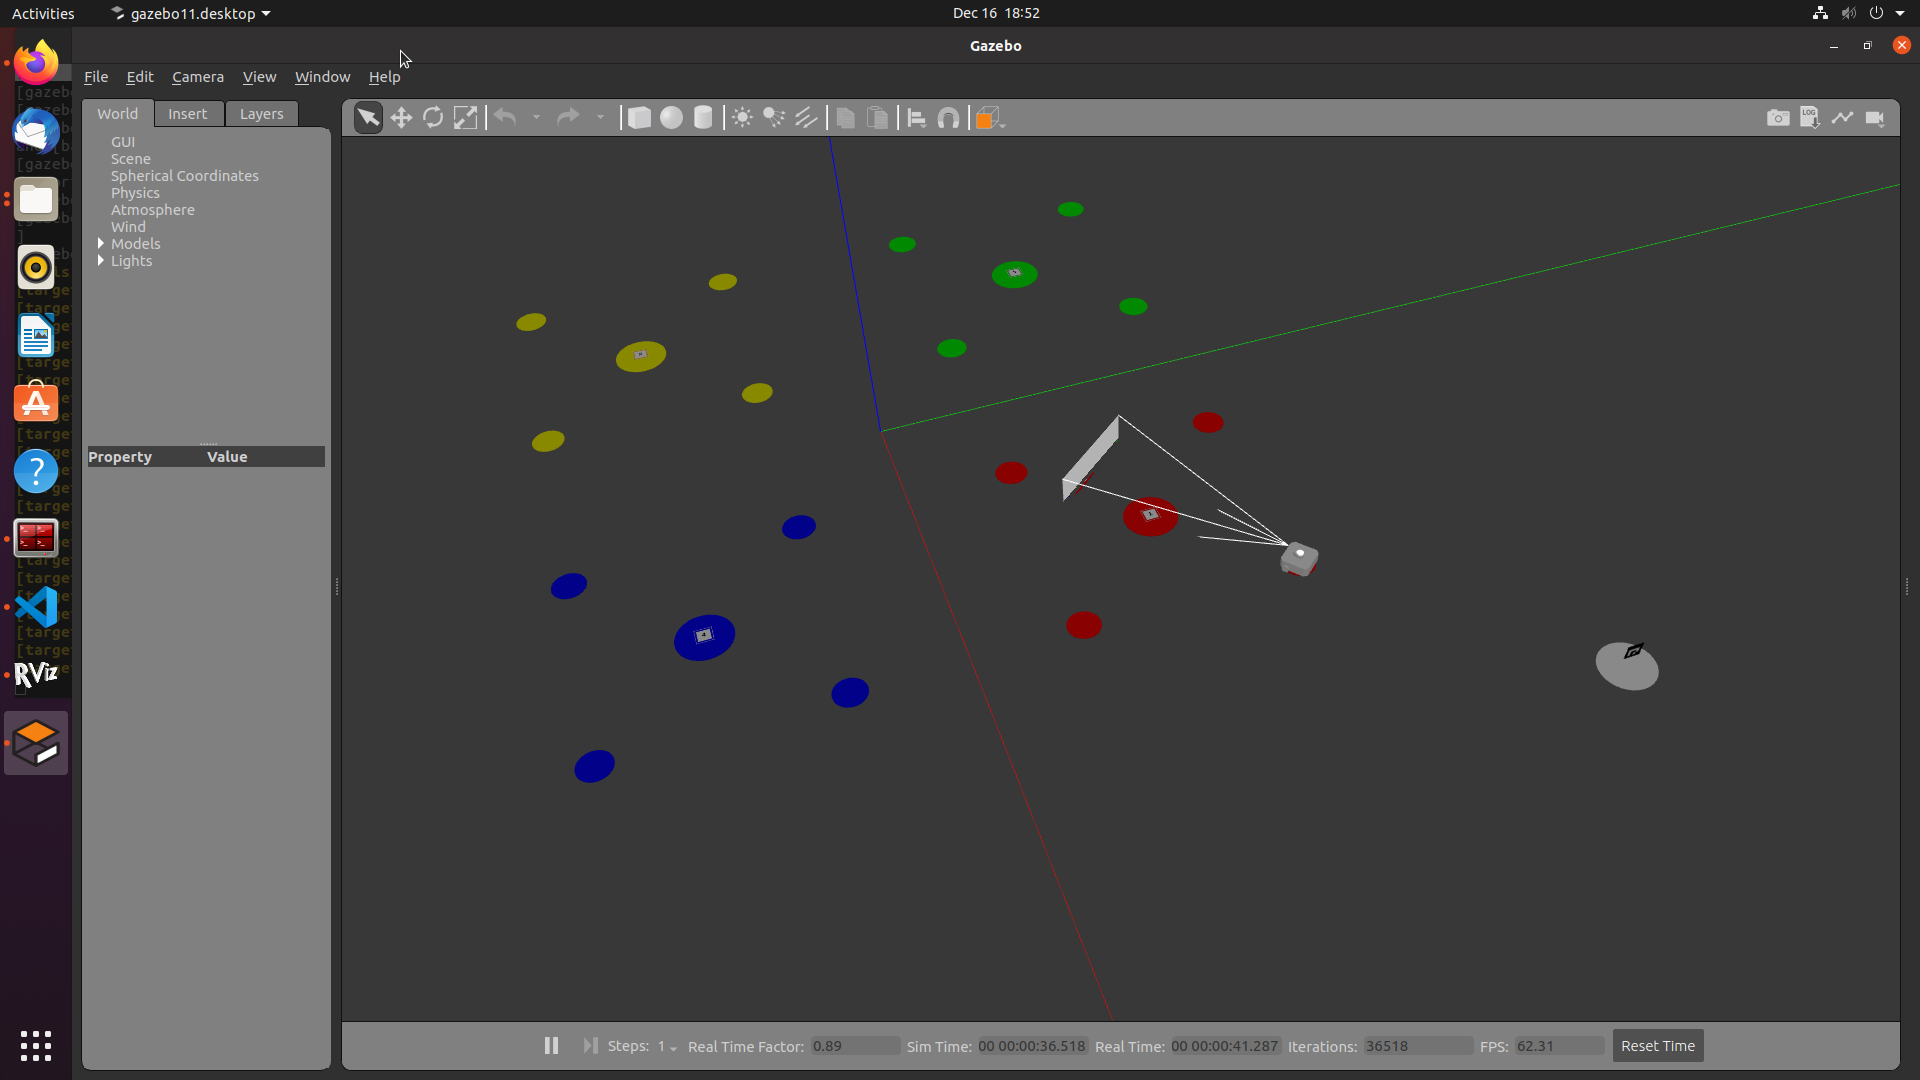 Activities
gazebo11.desktop
Dec 16 18:52
Gazebo
File Edit Camera View Window Help
World Insert Layers
GUI
Scene
Spherical Coordinates
Physics
Atmosphere
Wind
Models
Lights
Property Value
LOG
RViz
Steps: 1 Real Time Factor: 0.89 Sim Time: 00 00:00:36.518 Real Time: 00 00:00:41.287 Iterations: 36518 FPS: 62.31 Reset Time